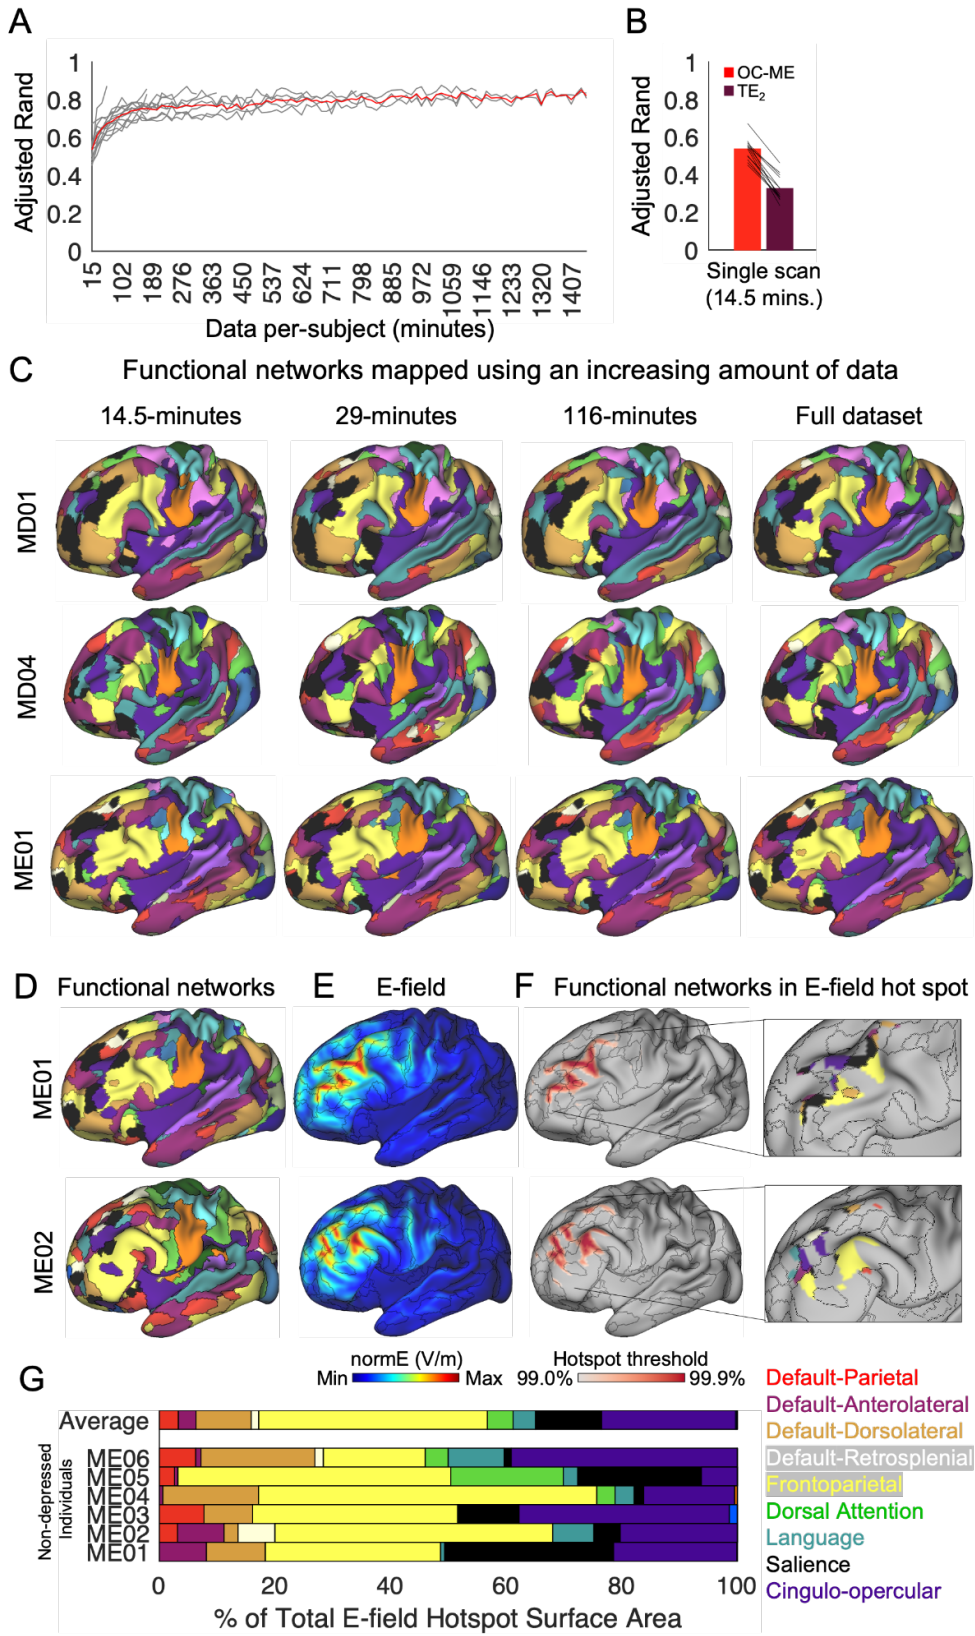 A
B
1
0.8
0.6
0.4
0.2
0
Adjusted Rand
15
102
189
276
363
450
537
624
711
798
885
972
1059
1146
1233
1320
1407
Data per-subject (minutes)
1
0.8
0.6
0.4
0.2
0
Adjusted Rand
OC-ME
TE2
Single scan
(14.5 mins.)
C
Functional networks mapped using an increasing amount of data
14.5-minutes
29-minutes
116-minutes
Full dataset
MD01
MD04
ME01
D
Functional networks
E
E-field
F
Functional networks in E-field hot spot
ME01
ME02
normE (V/m)
Min
Max
Hotspot threshold
99.0%
99.9%
G
Average
Non-depressed
Individuals
ME06
ME05
ME04
ME03
ME02
ME01
0
20
40
60
80
100
% of Total E-field Hotspot Surface Area
Default-Parietal
Default-Anterolateral
Default-Dorsolateral
Default-Retrosplenial
Frontoparietal
Dorsal Attention
Language
Salience
Cingulo-opercular